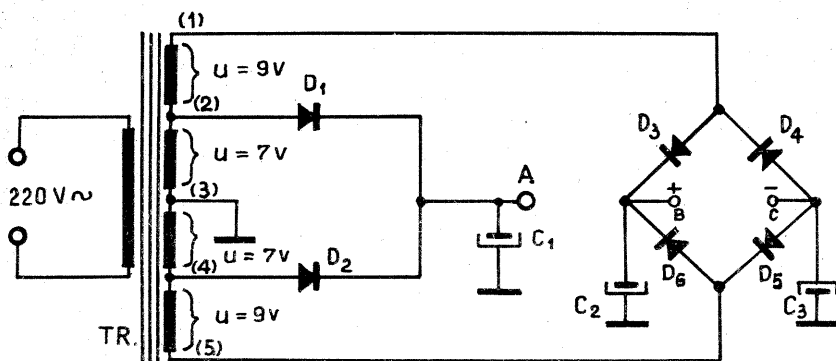 (1)
u = 9v
(2)
D1
u = 7v
(3)
220 V~
A
C1
D3
D4
+
B
−
C
D6
D5
C2
C3
(4)
u = 7v
D2
u = 9v
(5)
TR.